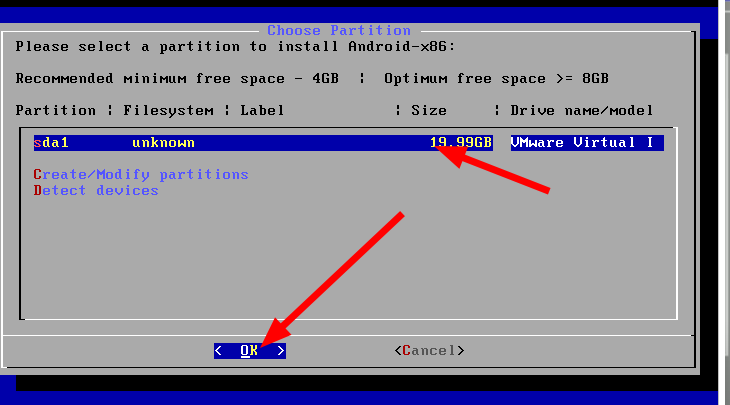 Choose Partition
Please select a partition to install Android-x86:
Recommended minimum free space - 4GB ¦ Optimum free space >= 8GB
Partition ¦ Filesystem ¦ Label ¦ Size ¦ Drive name/model
sda1 unknown 19.99GB VMware Virtual I
Create/Modify partitions
Detect devices
< OK > <Cancel>